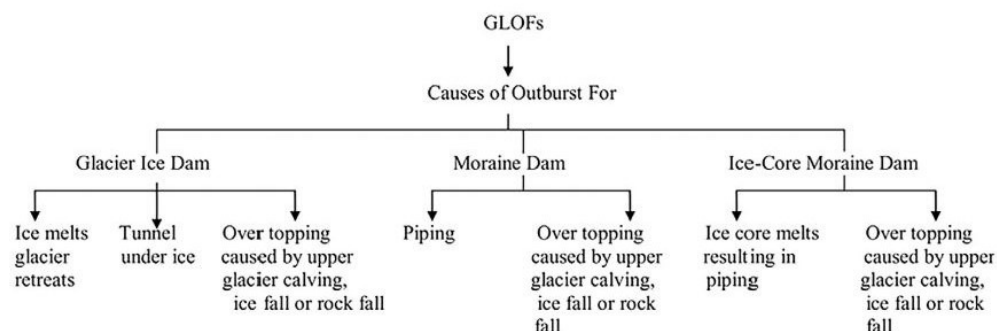 GLOFs
Causes of Outburst For
Glacier Ice Dam
Moraine Dam
Ice-Core Moraine Dam
Ice melts
glacier
retreats
Tunnel
under ice
Over topping
caused by upper
glacier calving,
ice fall or rock fall
Piping
Over topping
caused by upper
glacier calving,
ice fall or rock
fall
Ice core melts
resulting in
piping
Over topping
caused by upper
glacier calving,
ice fall or rock
fall